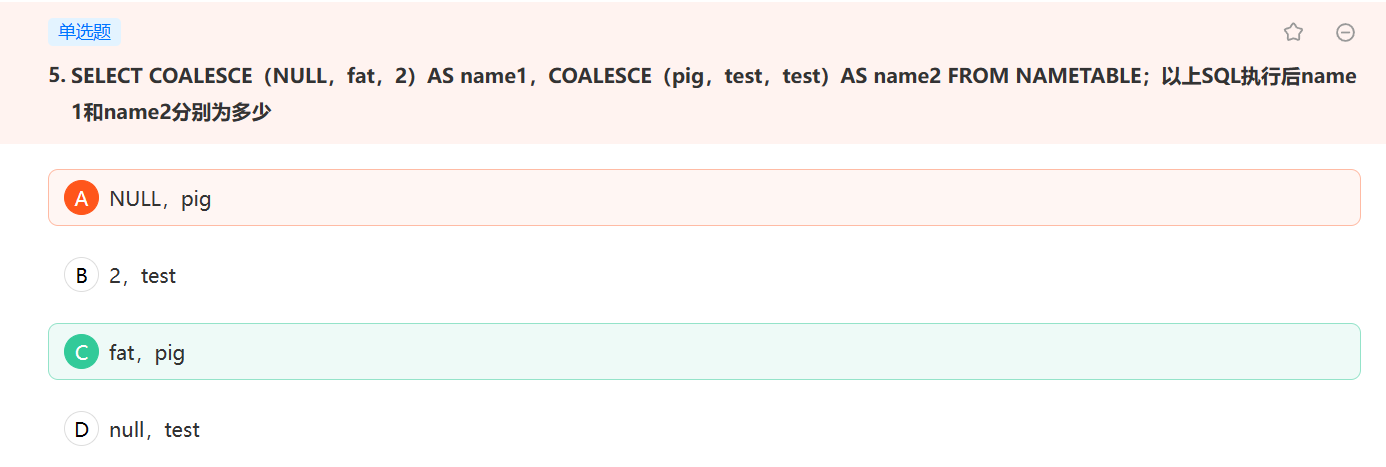 单选题
5. SELECT COALESCE（NULL，fat，2）AS name1，COALESCE（pig，test，test）AS name2 FROM NAMETABLE；以上SQL执行后name
1和name2分别为多少
A NULL，pig
B 2，test
C fat，pig
D null，test